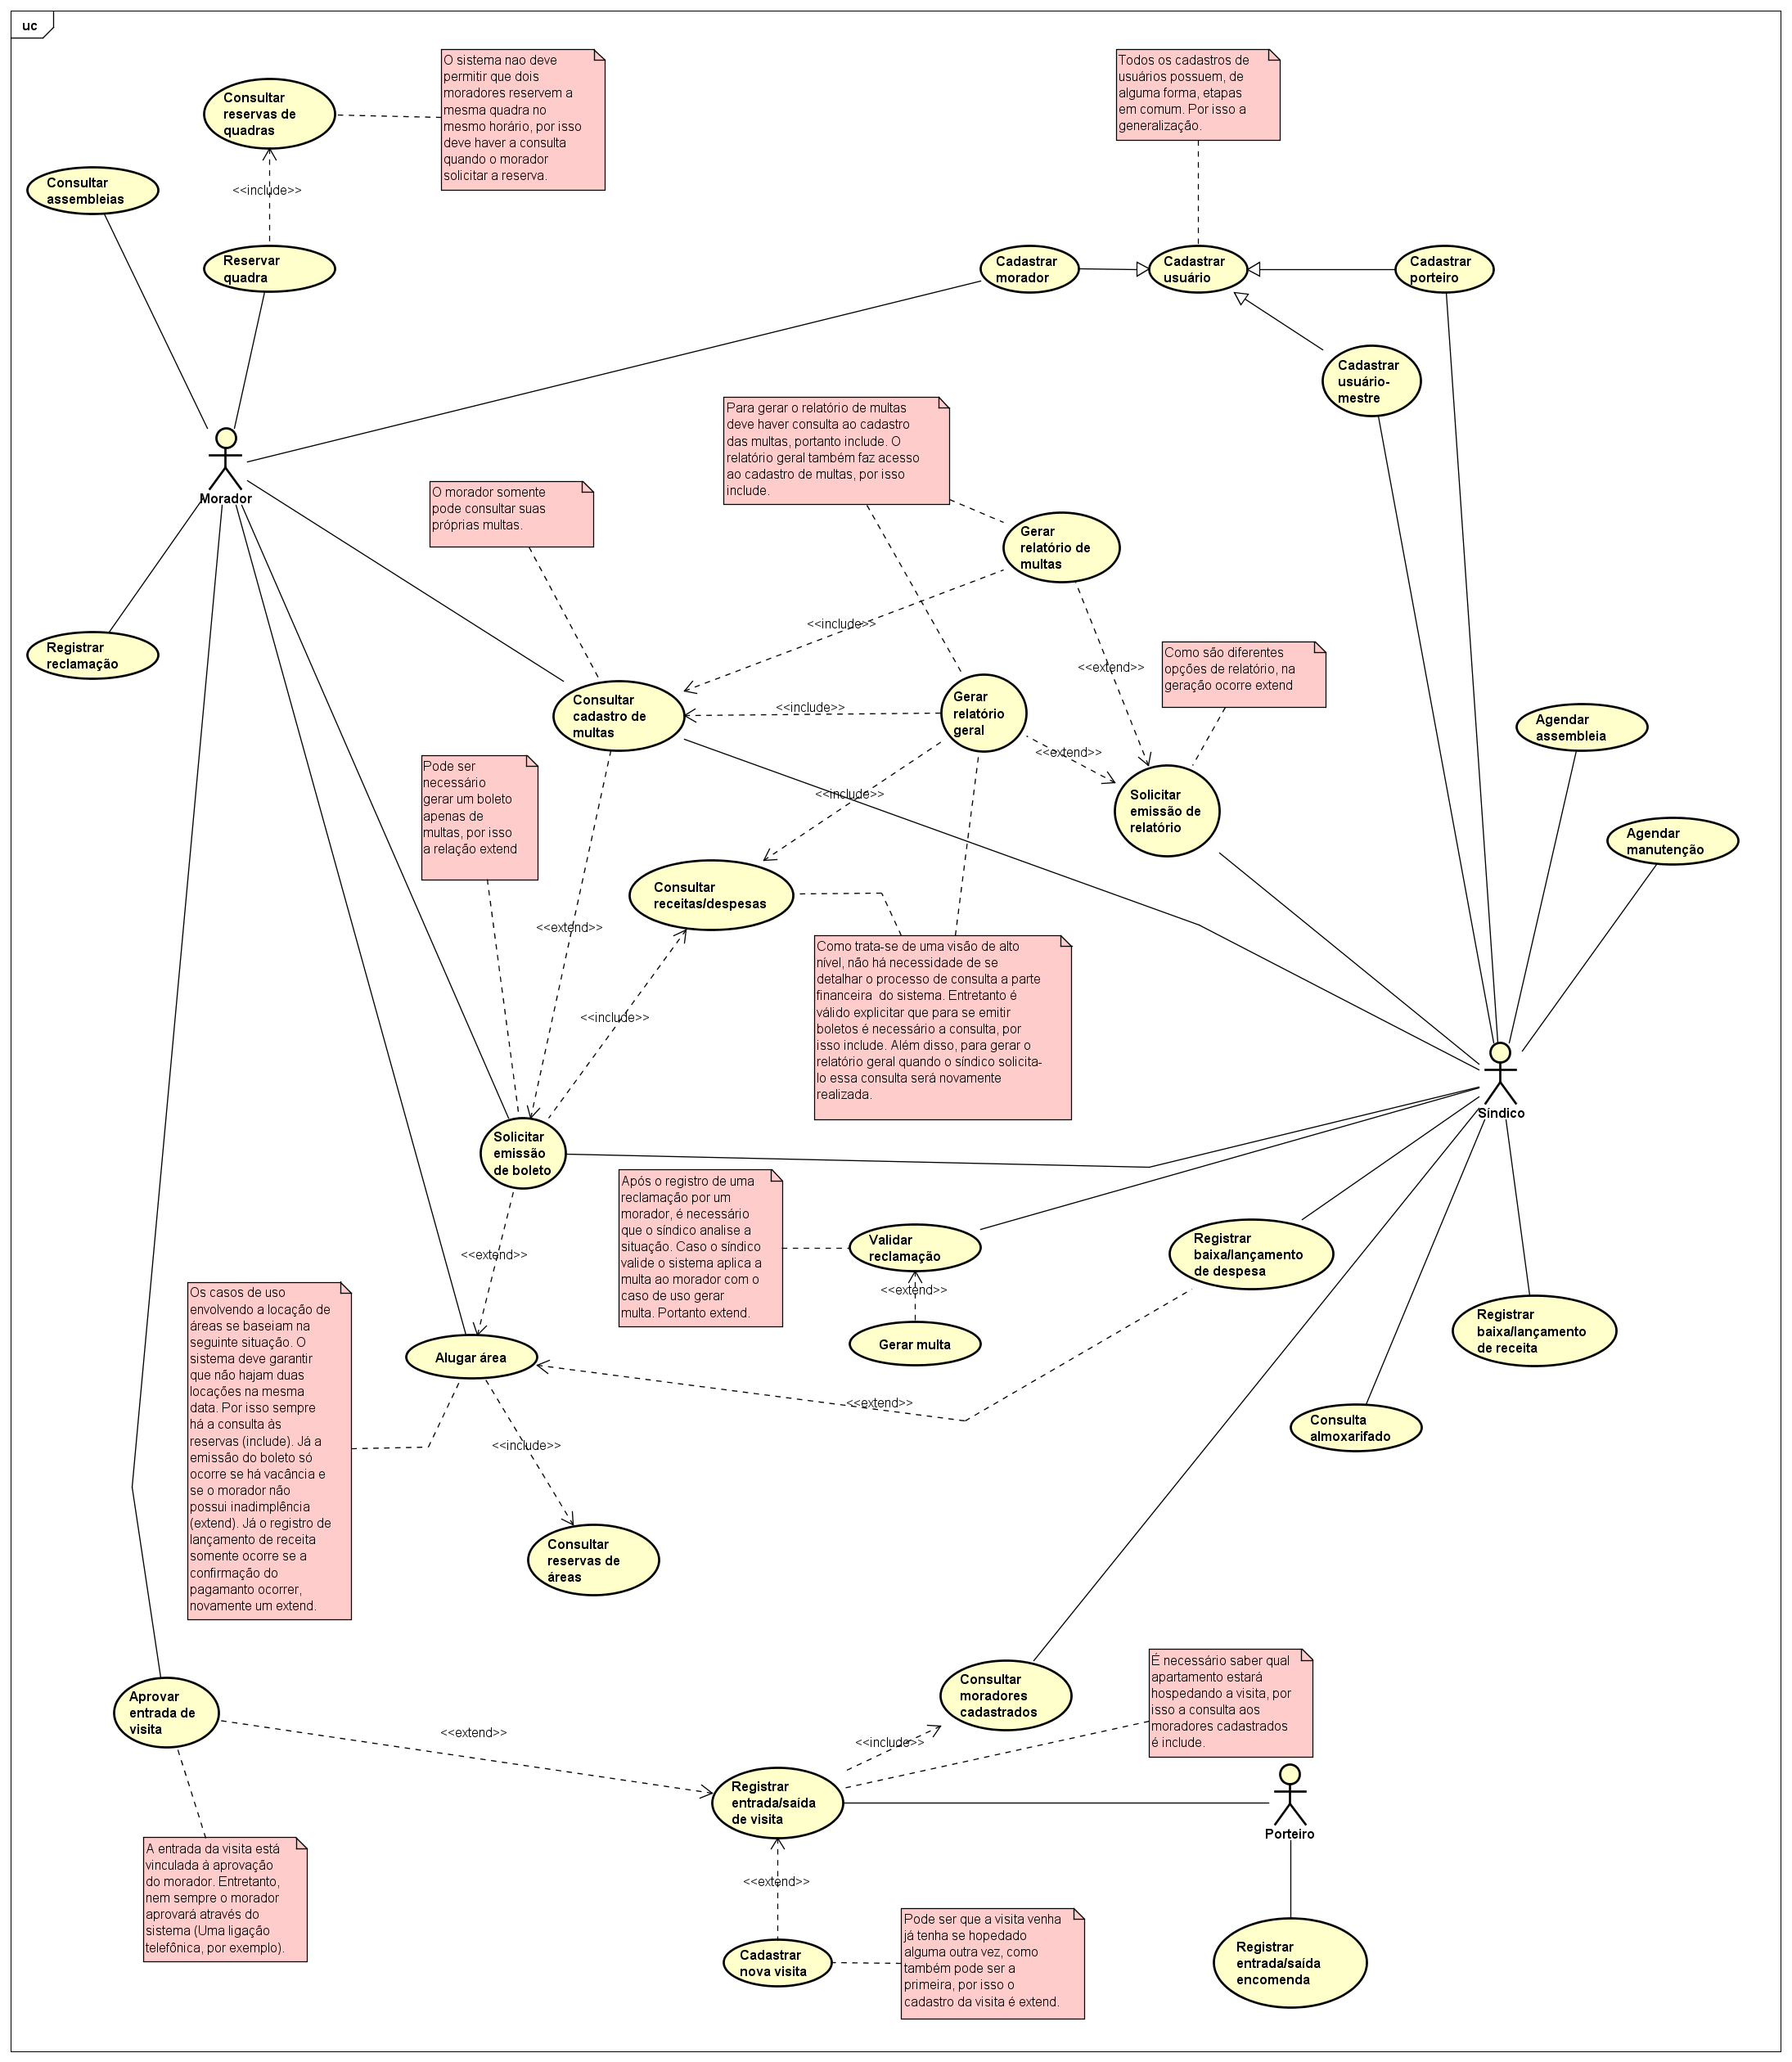 uc
O sistema nao deve
permitir que dois
moradores reservem a
mesma quadra no
mesmo horário, por isso
deve haver a consulta
quando o morador
solicitar a reserva.
Todos os cadastros de
usuários possuem, de
alguma forma, etapas
em comum. Por isso a
generalização.
Consultar
reservas de
quadras
<<include>>
Consultar
assembleias
Reservar
quadra
Cadastrar
morador
Cadastrar
usuário
Cadastrar
porteiro
Cadastrar
usuário-
mestre
Morador
Para gerar o relatório de multas
deve haver consulta ao cadastro
das multas, portanto include. O
relatório geral também faz acesso
ao cadastro de multas, por isso
include.
O morador somente
pode consultar suas
próprias multas.
Gerar
relatório de
multas
<<include>>
Registrar
reclamação
<<extend>>
Como são diferentes
opções de relatório, na
geração ocorre extend
Consultar
cadastro de
multas
<<include>>
Gerar
relatório
geral
<<extend>>
Agendar
assembleia
Pode ser
necessário
gerar um boleto
apenas de
multas, por isso
a relação extend
<<include>>
Solicitar
emissão de
relatório
Agendar
manutenção
Consultar
receitas/despesas
<<extend>>
<<include>>
Como trata-se de uma visão de alto
nível, não há necessidade de se
detalhar o processo de consulta a parte
financeira  do sistema. Entretanto é
válido explicitar que para se emitir
boletos é necessário a consulta, por
isso include. Além disso, para gerar o
relatório geral quando o síndico solicita-
lo essa consulta será novamente
realizada.
Síndico
Solicitar
emissão
de boleto
Após o registro de uma
reclamação por um
morador, é necessário
que o síndico analise a
situação. Caso o síndico
valide o sistema aplica a
multa ao morador com o
caso de uso gerar
multa. Portanto extend.
Validar
reclamação
<<extend>>
Gerar multa
Registrar
baixa/lançamento
de despesa
<<extend>>
Registrar
baixa/lançamento
de receita
Os casos de uso
envolvendo a locação de
áreas se baseiam na
seguinte situação. O
sistema deve garantir
que não hajam duas
locações na mesma
data. Por isso sempre
há a consulta às
reservas (include). Já a
emissão do boleto só
ocorre se há vacância e
se o morador não
possui inadimplência
(extend). Já o registro de
lançamento de receita
somente ocorre se a
confirmação do
pagamanto ocorrer,
novamente um extend.
Alugar área
<<extend>>
Consulta
almoxarifado
<<include>>
Consultar
reservas de
áreas
Aprovar
entrada de
visita
<<extend>>
Consultar
moradores
cadastrados
É necessário saber qual
apartamento estará
hospedando a visita, por
isso a consulta aos
moradores cadastrados
é include.
<<include>>
Registrar
entrada/saída
de visita
Porteiro
A entrada da visita está
vinculada à aprovação
do morador. Entretanto,
nem sempre o morador
aprovará através do
sistema (Uma ligação
telefônica, por exemplo).
<<extend>>
Cadastrar
nova visita
Pode ser que a visita venha
já tenha se hopedado
alguma outra vez, como
também pode ser a
primeira, por isso o
cadastro da visita é extend.
Registrar
entrada/saída
encomenda